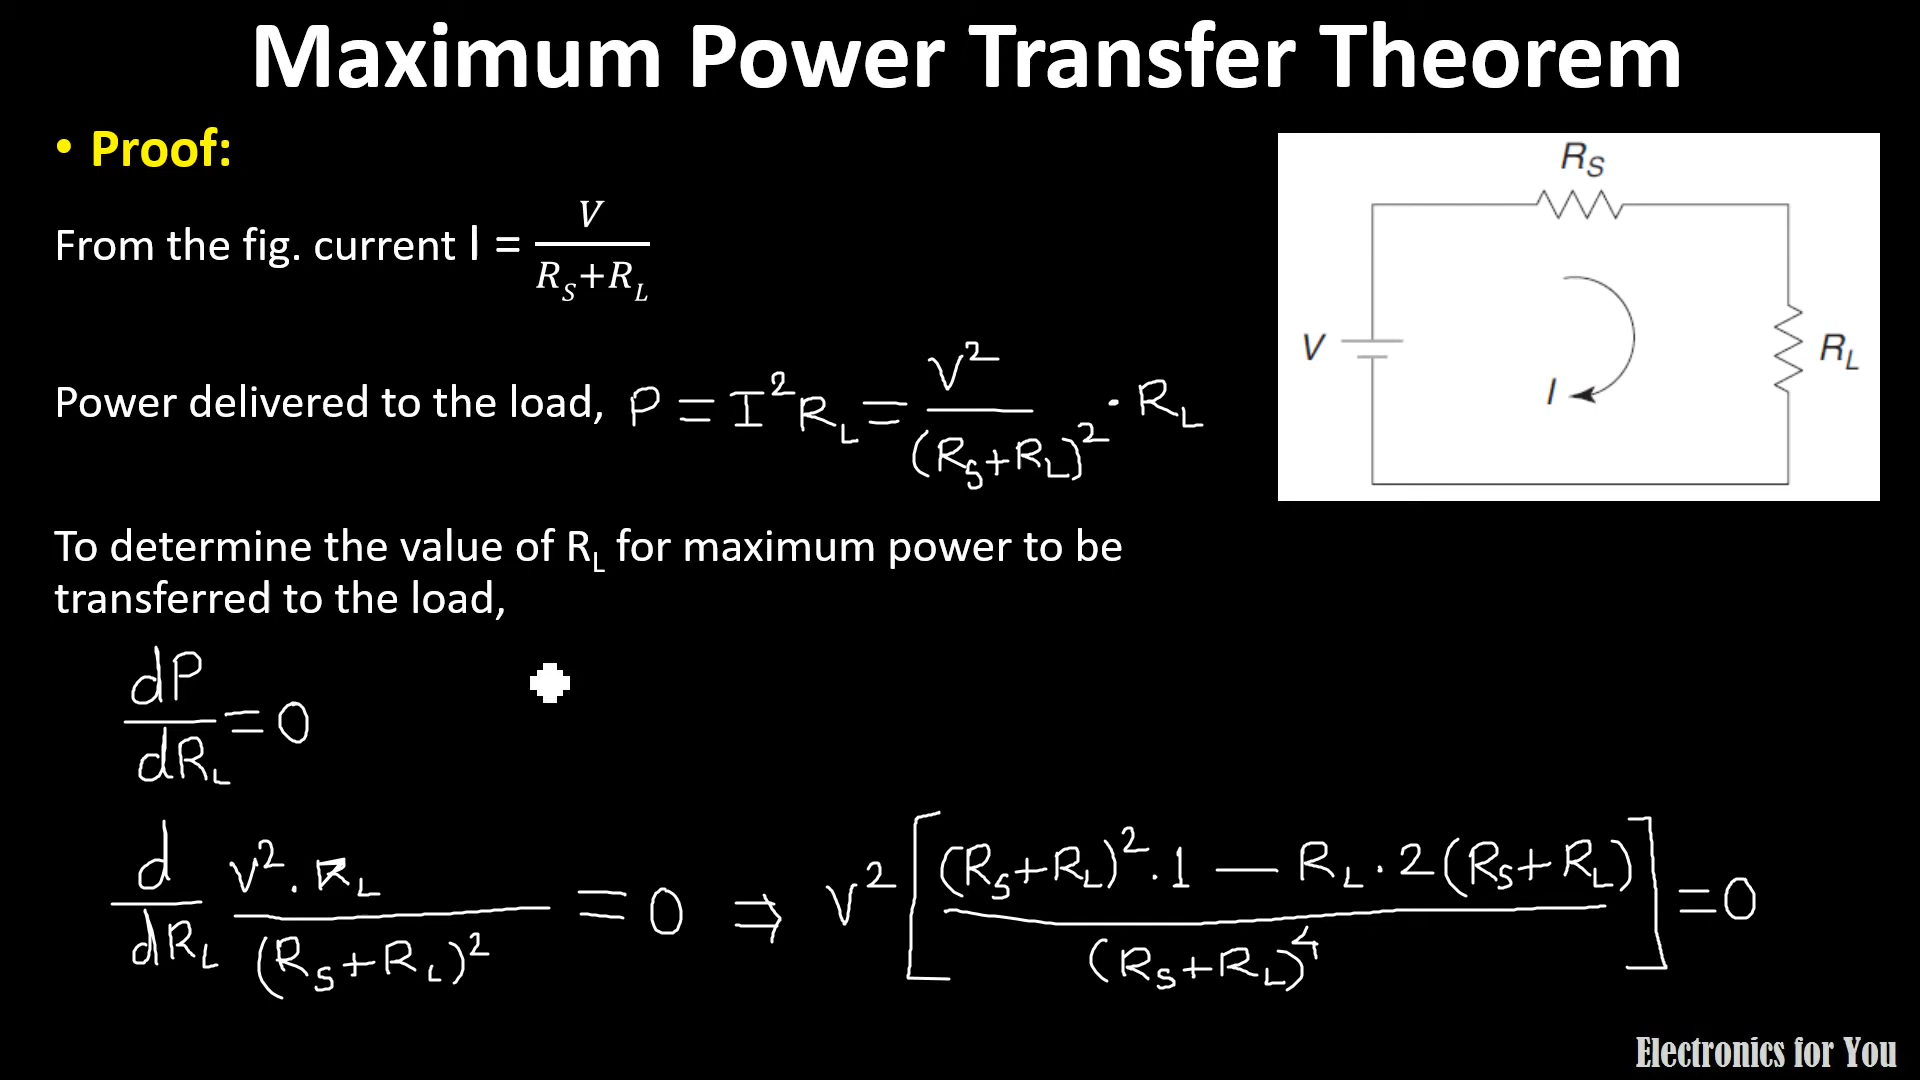 Maximum Power Transfer Theorem
• Proof:
From the fig. current I = V / (R_S+R_L)
Power delivered to the load, P = I²R_L = V² / (R_S+R_L)² · R_L
To determine the value of R_L for maximum power to be
transferred to the load,
dP / dR_L = 0
d / dR_L V² . R_L / (R_S+R_L)² = 0 ⇒ V² [ (R_S+R_L)² . 1 — R_L . 2 (R_S+R_L) / (R_S+R_L)⁴ ] = 0
R_S
V
I
R_L
Electronics for You